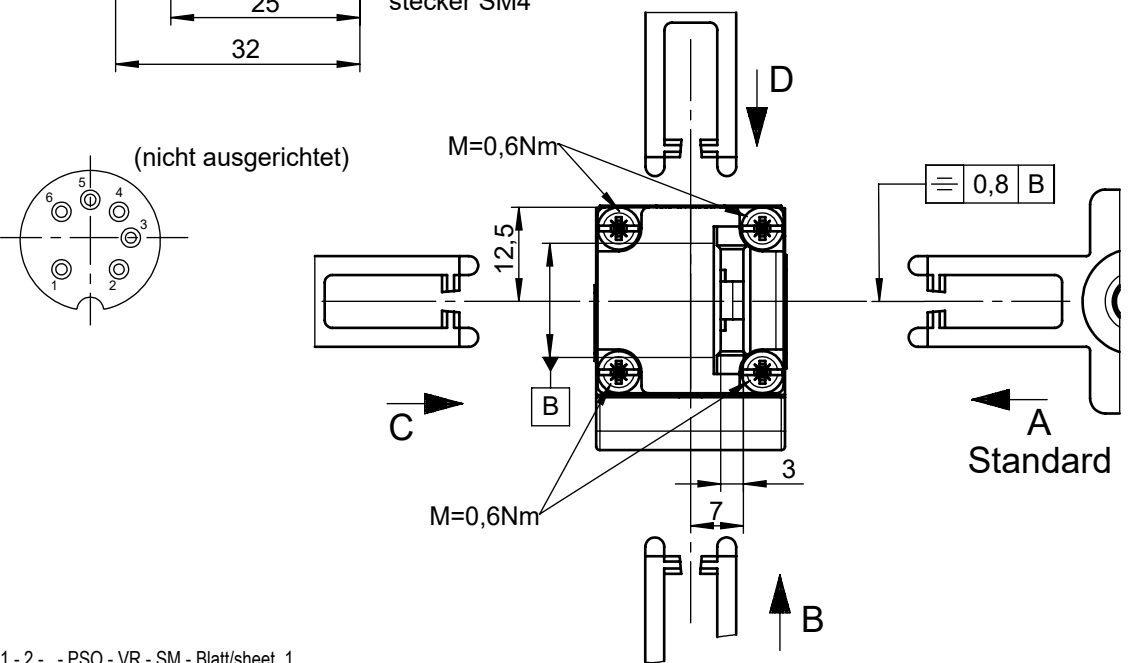 25
stecker SM4
32
D
(nicht ausgerichtet)
M=0,6Nm
5
6
4
3
1
2
0,8
B
12,5
B
C
A
Standard
3
M=0,6Nm
7
B
1 - 2 - - PSO - VR - SM - Blatt/sheet 1